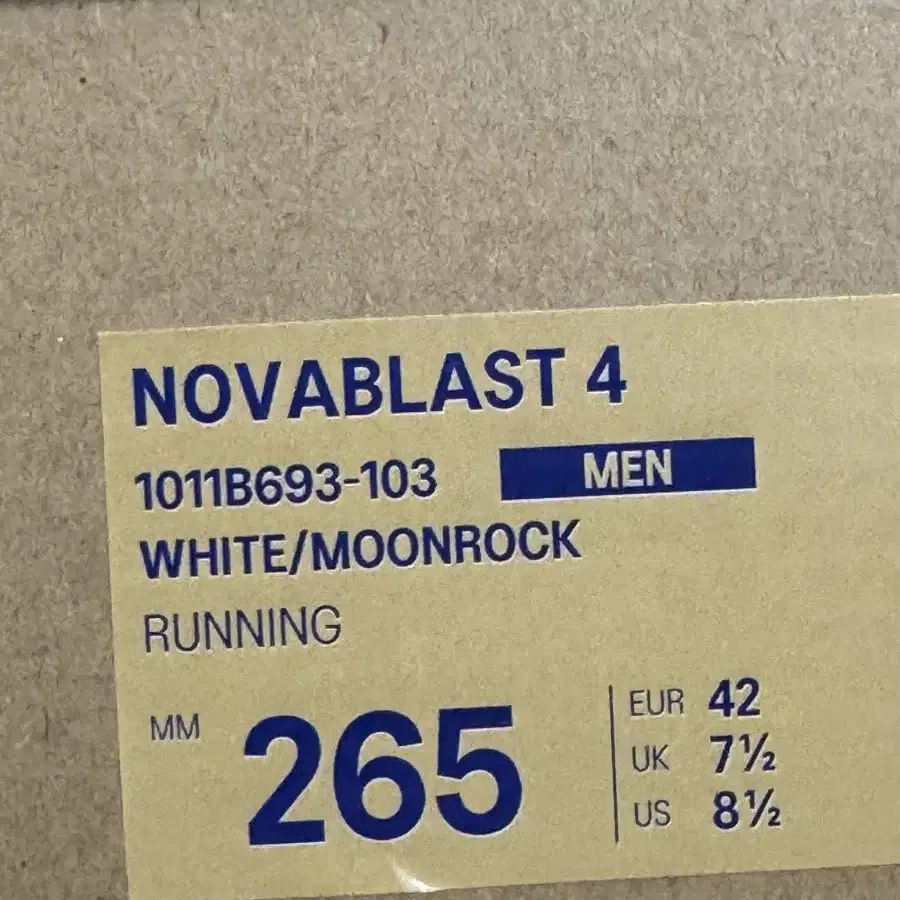 NOVABLAST 4
1011B693-103 MEN
WHITE/MOONROCK
RUNNING
MM 265
EUR 42
UK 7½
US 8½